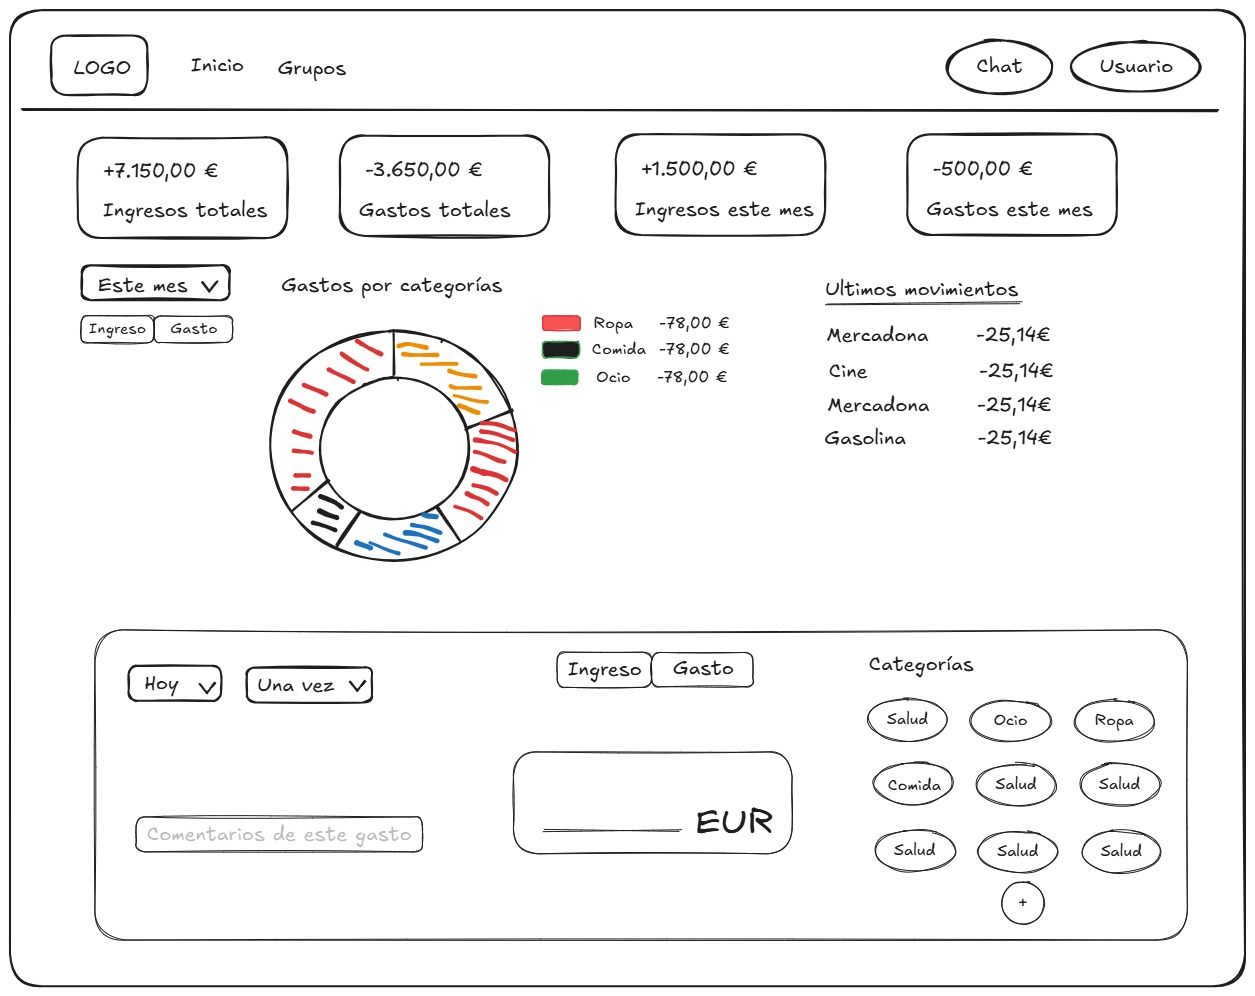 LOGO
Inicio
Grupos
Chat
Usuario
+7.150,00 €
Ingresos totales
-3.650,00 €
Gastos totales
+1.500,00 €
Ingresos este mes
-500,00 €
Gastos este mes
Este mes
Ingreso
Gasto
Gastos por categorías
Ropa -78,00 €
Comida -78,00 €
Ocio -78,00 €
Ultimos movimientos
Mercadona -25,14€
Cine -25,14€
Mercadona -25,14€
Gasolina -25,14€
Hoy
Una vez
Comentarios de este gasto
Ingreso
Gasto
EUR
Categorías
Salud
Ocio
Ropa
Comida
Salud
Salud
Salud
Salud
Salud
+